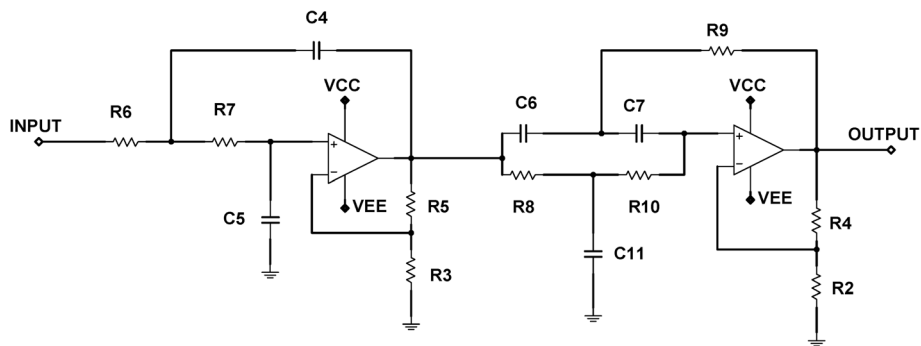 C4
R9
VCC
VCC
R6
R7
C6
C7
INPUT
OUTPUT
+
−
+
−
VEE
VEE
R8
R10
C5
R5
R4
C11
R3
R2